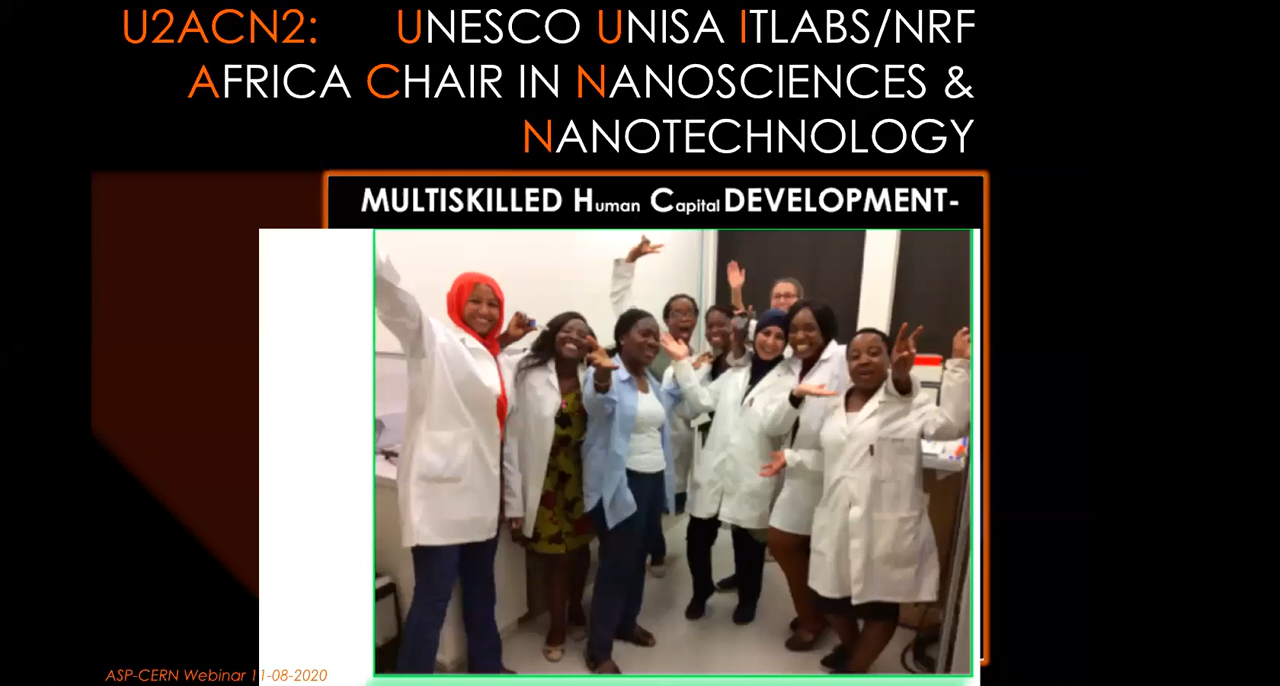 U2ACN2: UNESCO UNISA ITLABS/NRF
AFRICA CHAIR IN NANOSCIENCES &
NANOTECHNOLOGY
MULTISKILLED Human Capital DEVELOPMENT-
ASP-CERN Webinar 11-08-2020